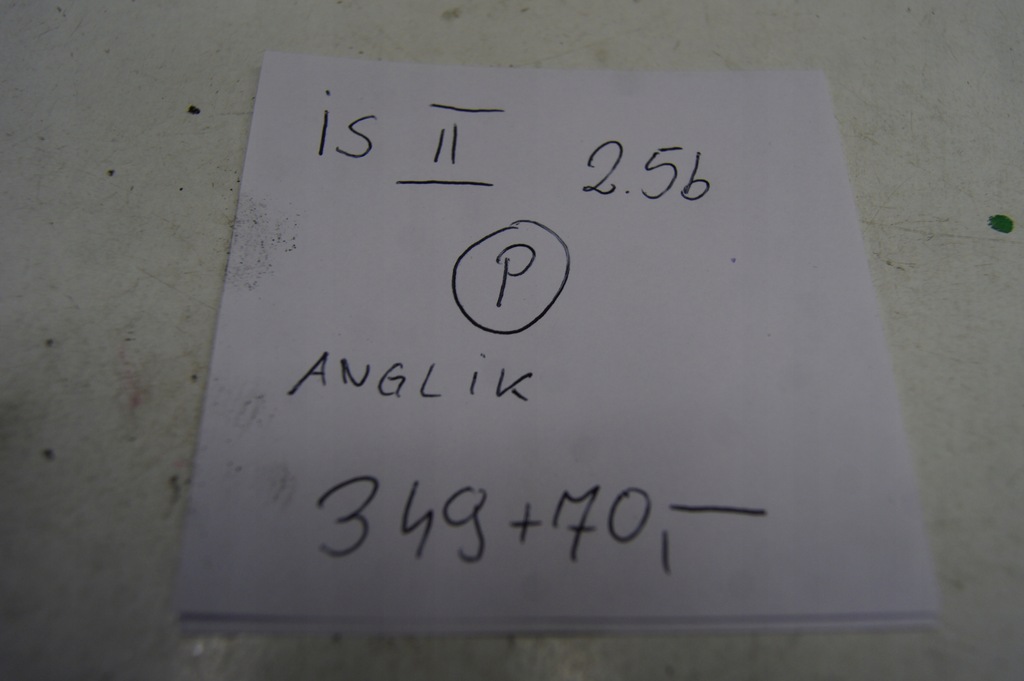 is II 2.5b
P
ANGLiK
349+70,—